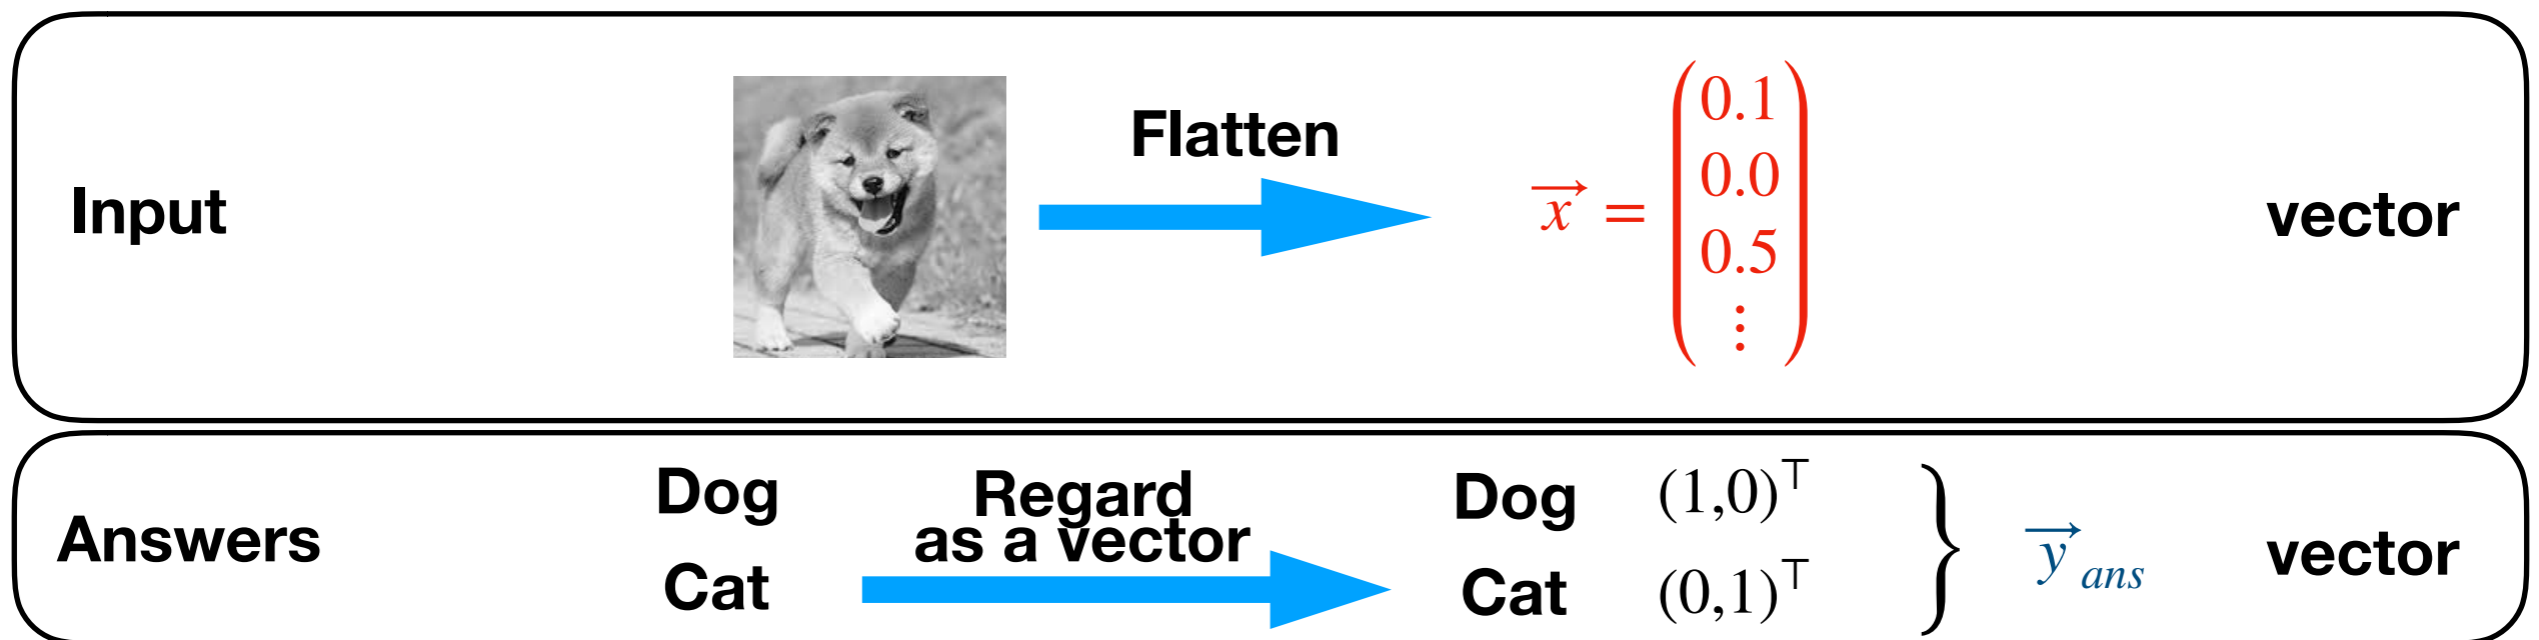 Input
Flatten
x⃗ = (0.1
0.0
0.5
⋮)
vector
Answers
Dog
Cat
Regard
as a vector
Dog (1,0)⊤
Cat (0,1)⊤
}
y⃗ans
vector